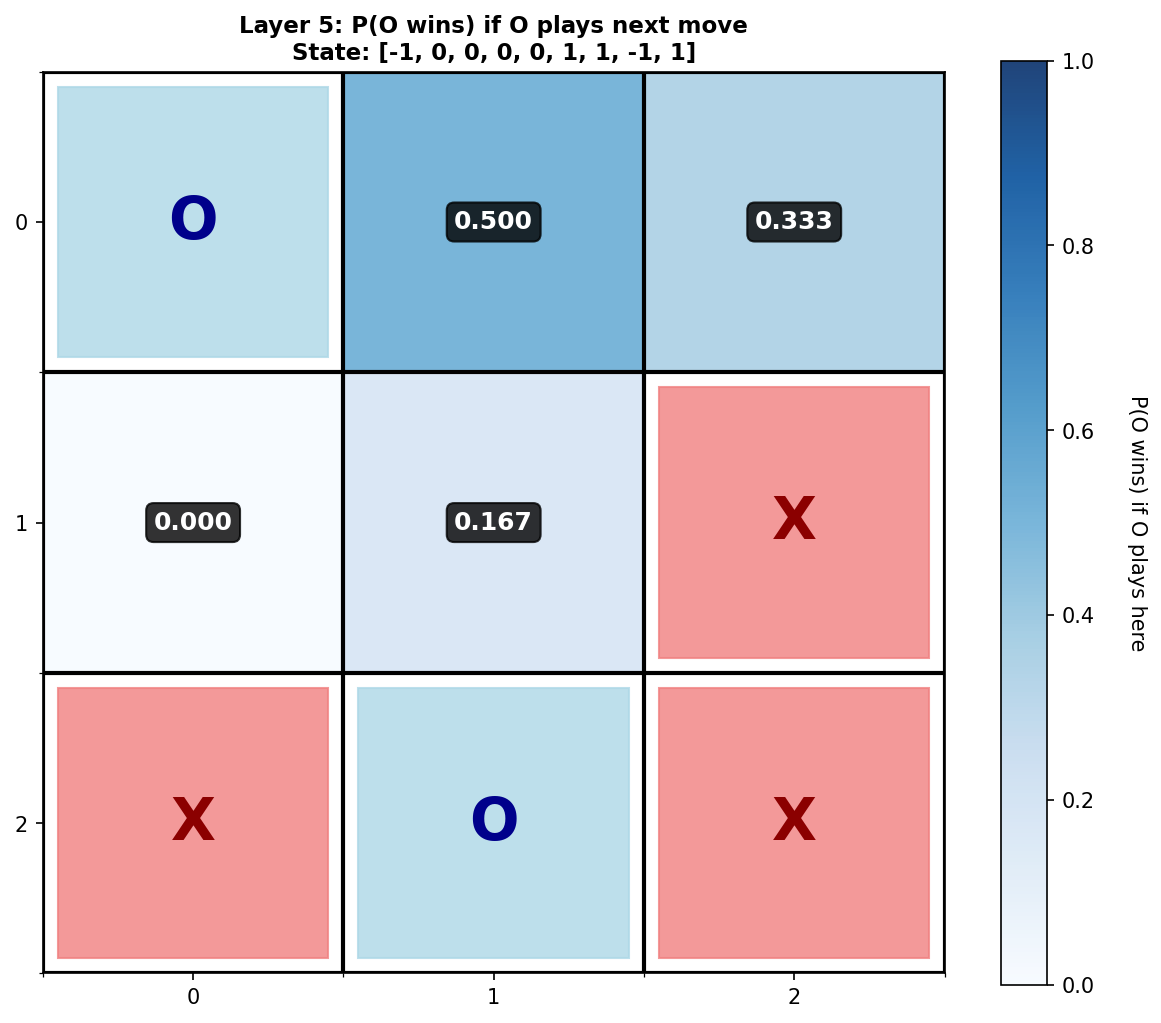 Layer 5: P(O wins) if O plays next move
State: [-1, 0, 0, 0, 0, 1, 1, -1, 1]
0
O
0.500
0.333
1
0.000
0.167
X
2
X
O
X
0
1
2
1.0
0.8
0.6
0.4
0.2
0.0
P(O wins) if O plays here